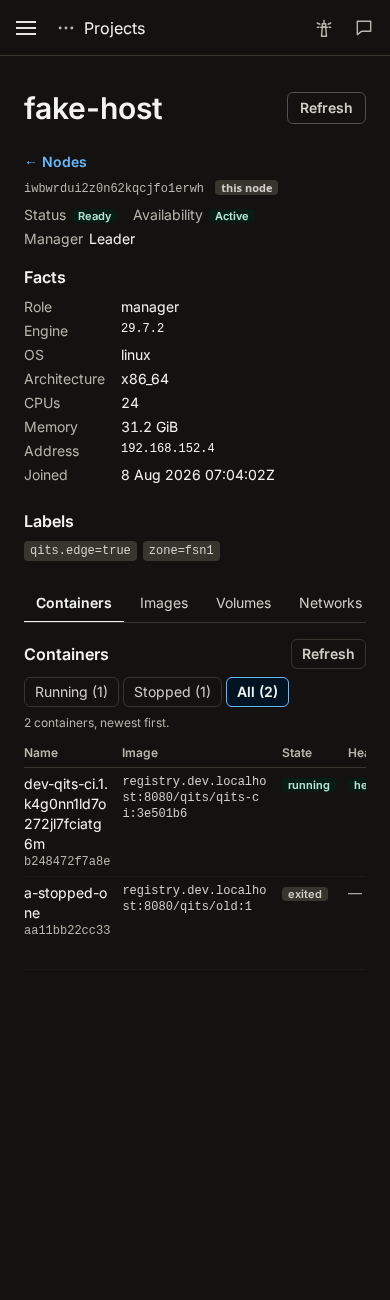 Projects
fake-host
Refresh
← Nodes
iwbwrdui2z0n62kqcjfo1erwh this node
Status Ready Availability Active
Manager Leader
Facts
Role manager
Engine 29.7.2
OS linux
Architecture x86_64
CPUs 24
Memory 31.2 GiB
Address 192.168.152.4
Joined 8 Aug 2026 07:04:02Z
Labels
qits.edge=true zone=fsn1
Containers Images Volumes Networks
Containers
Refresh
Running (1) Stopped (1) All (2)
2 containers, newest first.
Name Image State Hea
dev-qits-ci.1.
k4g0nn1ld7o
272jl7fciatg
6m
b248472f7a8e
registry.dev.localho
st:8080/qits/qits-c
i:3e501b6
running
he
a-stopped-o
ne
aa11bb22cc33
registry.dev.localho
st:8080/qits/old:1
exited
—